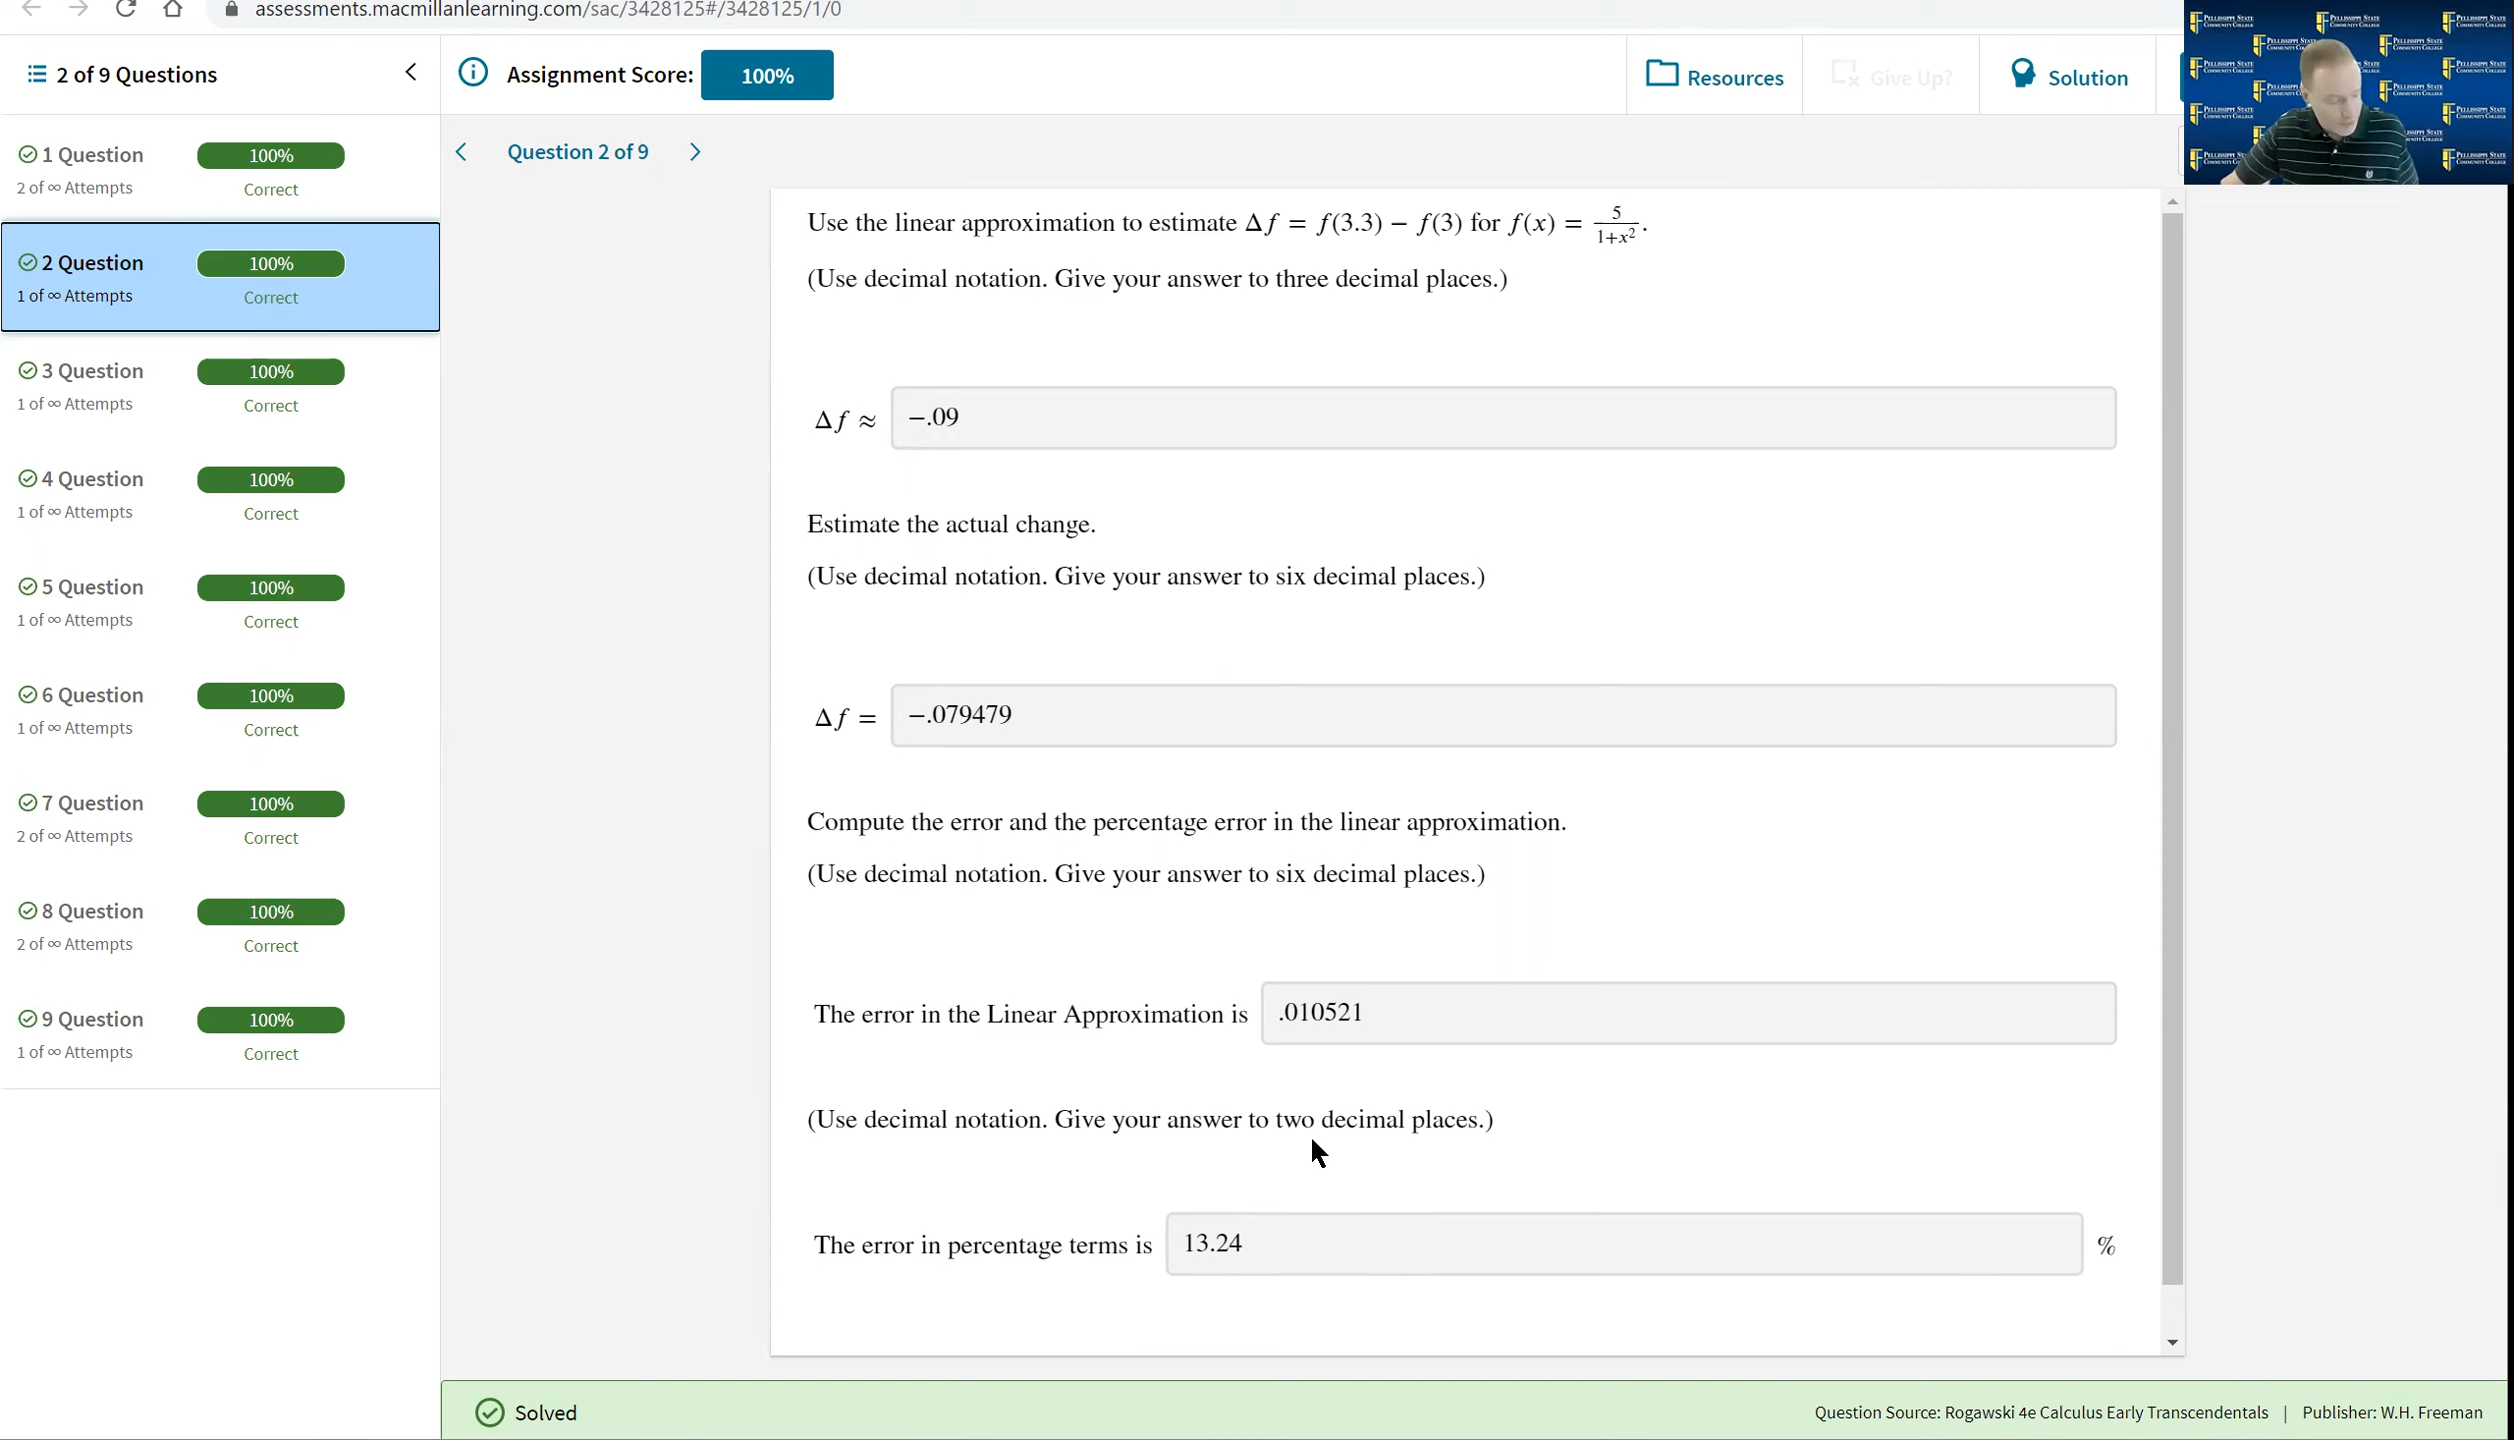 assessments.macmillanlearning.com/sac/3428125#/3428125/1/0
2 of 9 Questions
Assignment Score: 100%
Resources
Give Up?
Solution
1 Question 100%
2 of ∞ Attempts Correct
2 Question 100%
1 of ∞ Attempts Correct
3 Question 100%
1 of ∞ Attempts Correct
4 Question 100%
1 of ∞ Attempts Correct
5 Question 100%
1 of ∞ Attempts Correct
6 Question 100%
1 of ∞ Attempts Correct
7 Question 100%
2 of ∞ Attempts Correct
8 Question 100%
2 of ∞ Attempts Correct
9 Question 100%
1 of ∞ Attempts Correct
Question 2 of 9
Use the linear approximation to estimate Δf = f(3.3) − f(3) for f(x) = 5/(1+x²).
(Use decimal notation. Give your answer to three decimal places.)
Δf ≈ −.09
Estimate the actual change.
(Use decimal notation. Give your answer to six decimal places.)
Δf = −.079479
Compute the error and the percentage error in the linear approximation.
(Use decimal notation. Give your answer to six decimal places.)
The error in the Linear Approximation is .010521
(Use decimal notation. Give your answer to two decimal places.)
The error in percentage terms is 13.24 %
Solved
Question Source: Rogawski 4e Calculus Early Transcendentals | Publisher: W.H. Freeman
PELLISSIPPI STATE
COMMUNITY COLLEGE